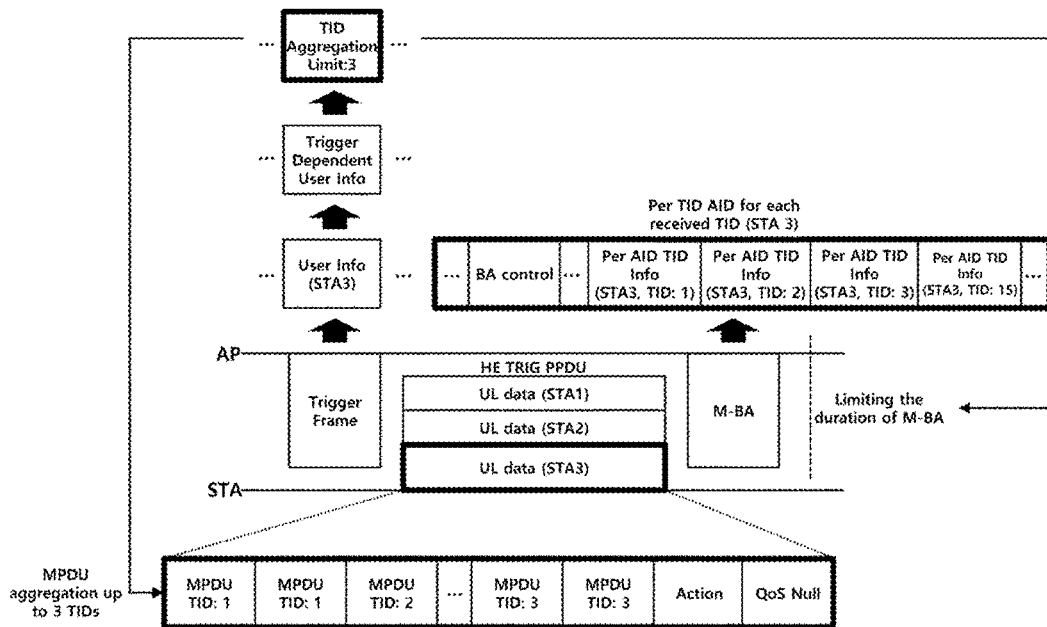 ... TID ...
Aggregation
Limit:3
... Trigger ...
Dependent
User Info
Per TID AID for each
received TID (STA 3)
... User Info ...
(STA3)
... BA control ... Per AID TID Info (STA3, TID: 1) Per AID TID Info (STA3, TID: 2) Per AID TID Info (STA3, TID: 3) Per AID TID Info (STA3, TID: 15) ...
AP
HE TRIG PPDU
Trigger
Frame
UL data (STA1)
UL data (STA2)
UL data (STA3)
M-BA
Limiting the
duration of M-BA
STA
MPDU
aggregation up
to 3 TIDs
MPDU TID: 1 MPDU TID: 1 MPDU TID: 2 ... MPDU TID: 3 MPDU TID: 3 Action QoS Null